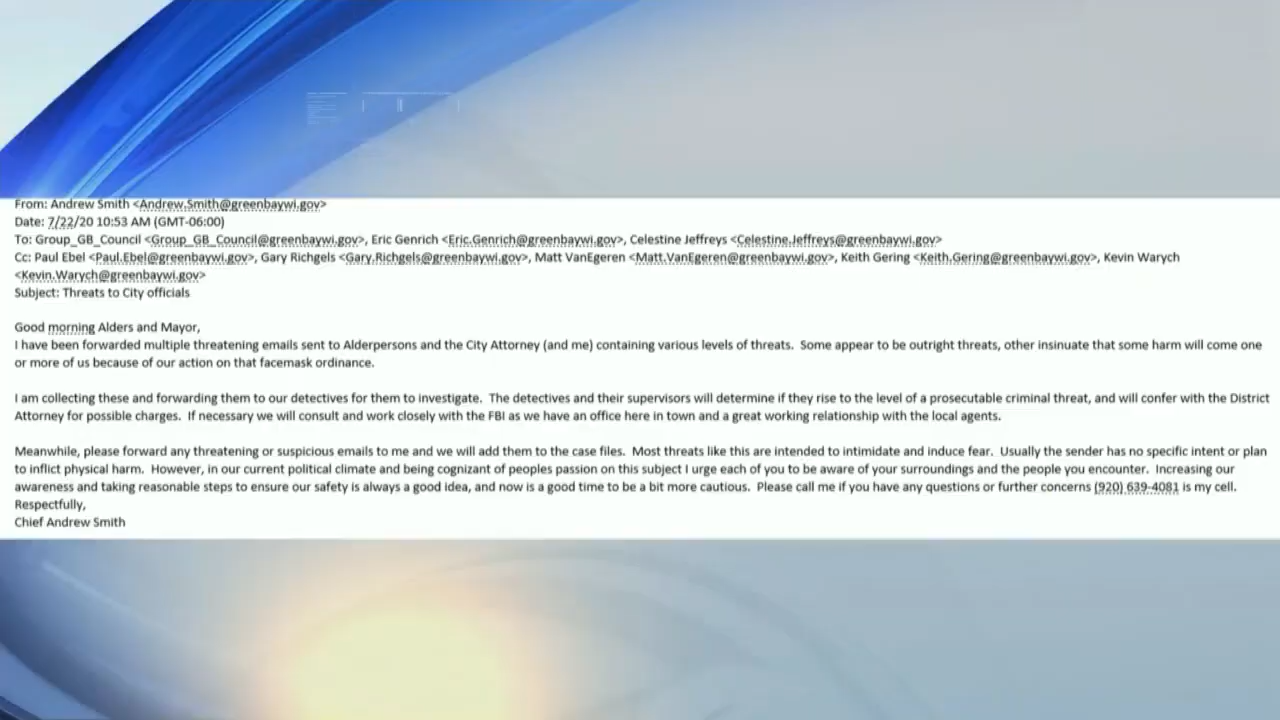 From: Andrew Smith <Andrew.Smith@greenbaywi.gov>
Date: 7/22/20 10:53 AM (GMT-06:00)
To: Group_GB_Council <Group_GB_Council@greenbaywi.gov>, Eric Genrich <Eric.Genrich@greenbaywi.gov>, Celestine Jeffreys <Celestine.Jeffreys@greenbaywi.gov>
Cc: Paul Ebel <Paul.Ebel@greenbaywi.gov>, Gary Richgels <Gary.Richgels@greenbaywi.gov>, Matt VanEgeren <Matt.VanEgeren@greenbaywi.gov>, Keith Gering <Keith.Gering@greenbaywi.gov>, Kevin Warych
<Kevin.Warych@greenbaywi.gov>
Subject: Threats to City officials
Good morning Alders and Mayor,
I have been forwarded multiple threatening emails sent to Alderpersons and the City Attorney (and me) containing various levels of threats.  Some appear to be outright threats, other insinuate that some harm will come one
or more of us because of our action on that facemask ordinance.
I am collecting these and forwarding them to our detectives for them to investigate.  The detectives and their supervisors will determine if they rise to the level of a prosecutable criminal threat, and will confer with the District
Attorney for possible charges.  If necessary we will consult and work closely with the FBI as we have an office here in town and a great working relationship with the local agents.
Meanwhile, please forward any threatening or suspicious emails to me and we will add them to the case files.  Most threats like this are intended to intimidate and induce fear.  Usually the sender has no specific intent or plan
to inflict physical harm.  However, in our current political climate and being cognizant of peoples passion on this subject I urge each of you to be aware of your surroundings and the people you encounter.  Increasing our
awareness and taking reasonable steps to ensure our safety is always a good idea, and now is a good time to be a bit more cautious.  Please call me if you have any questions or further concerns (920) 639-4081 is my cell.
Respectfully,
Chief Andrew Smith